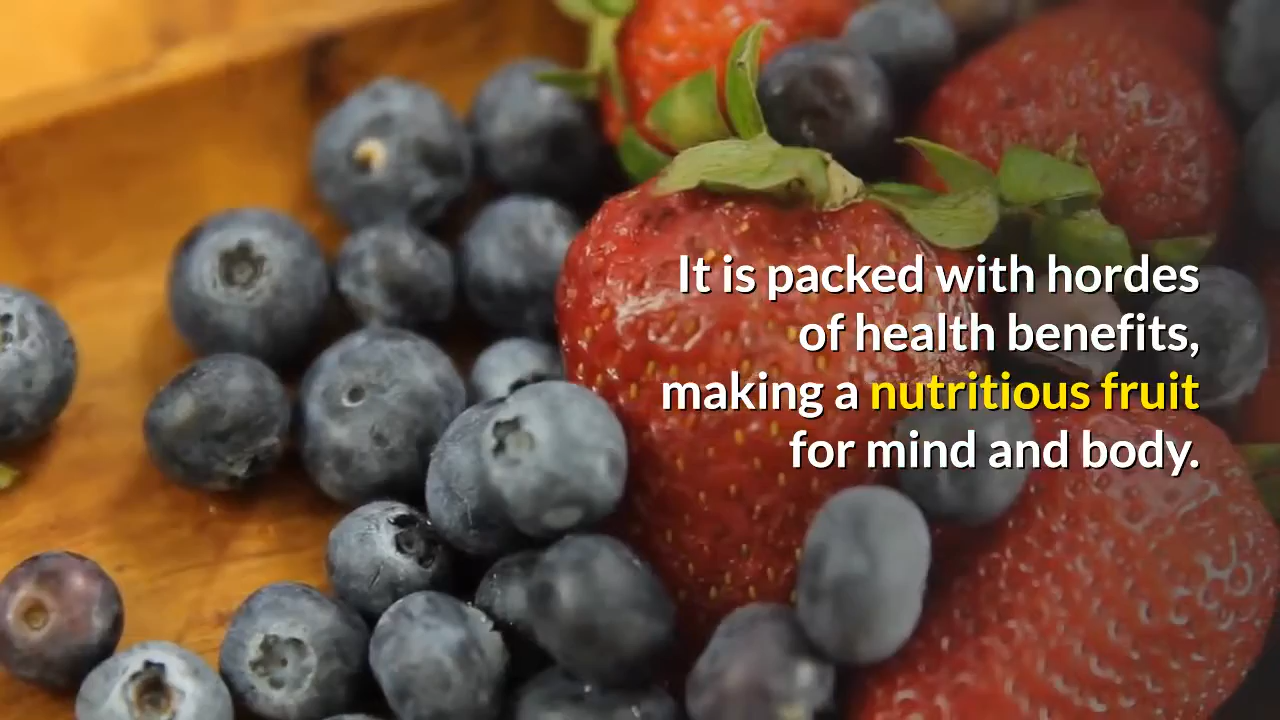 It is packed with hordes
of health benefits,
making a nutritious fruit
for mind and body.